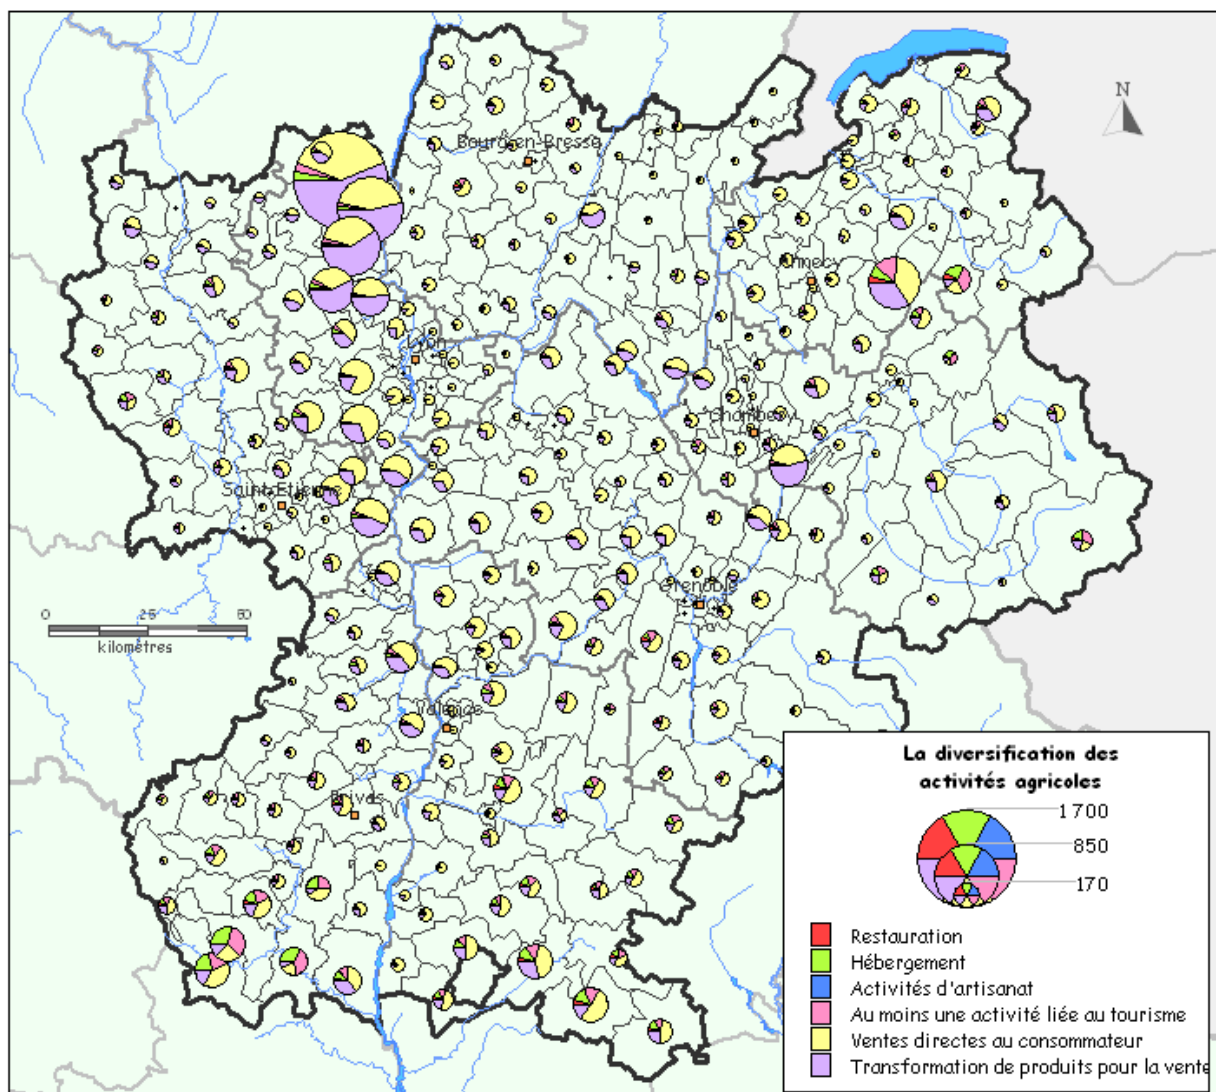 N
Bourg-en-Bresse
Annecy
Lyon
Chambéry
Saint-Etienne
0 25 50
kilomètres
Grenoble
Valence
Privas
La diversification des
activités agricoles
1700
850
170
Restauration
Hébergement
Activités d'artisanat
Au moins une activité liée au tourisme
Ventes directes au consommateur
Transformation de produits pour la vente